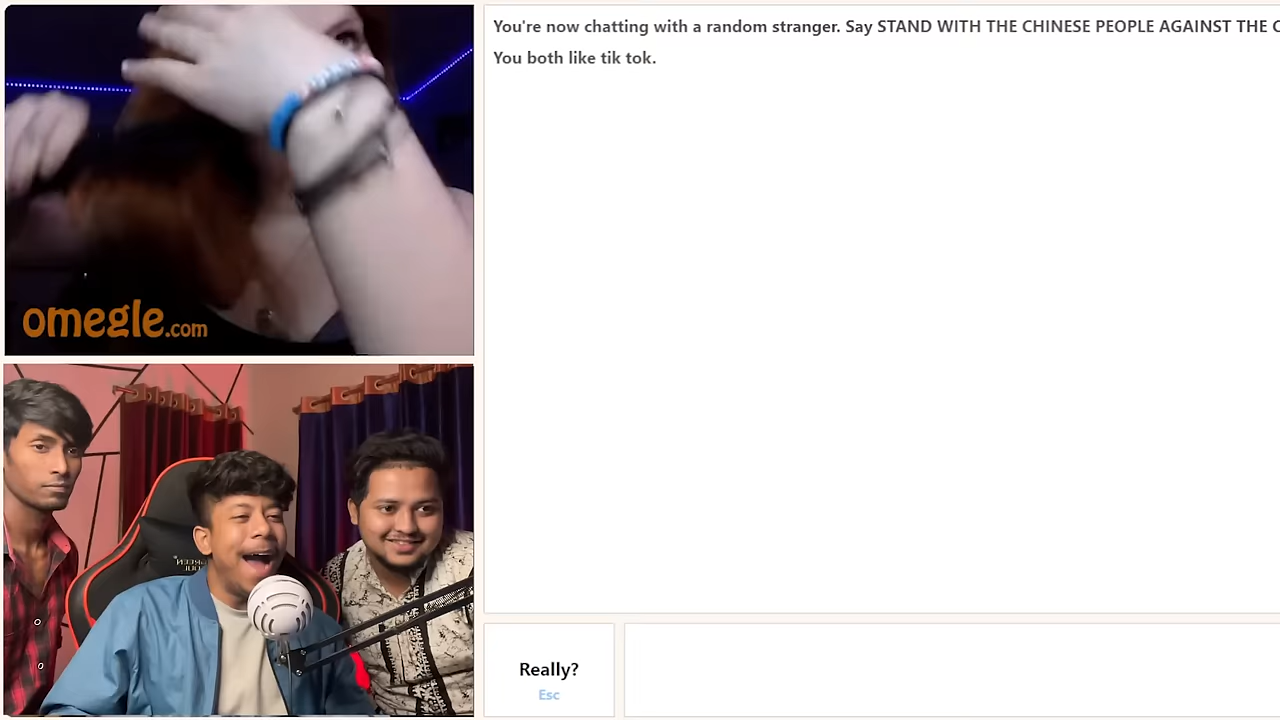 You're now chatting with a random stranger. Say STAND WITH THE CHINESE PEOPLE AGAINST THE C
You both like tik tok.
omegle.com
Really?
Esc